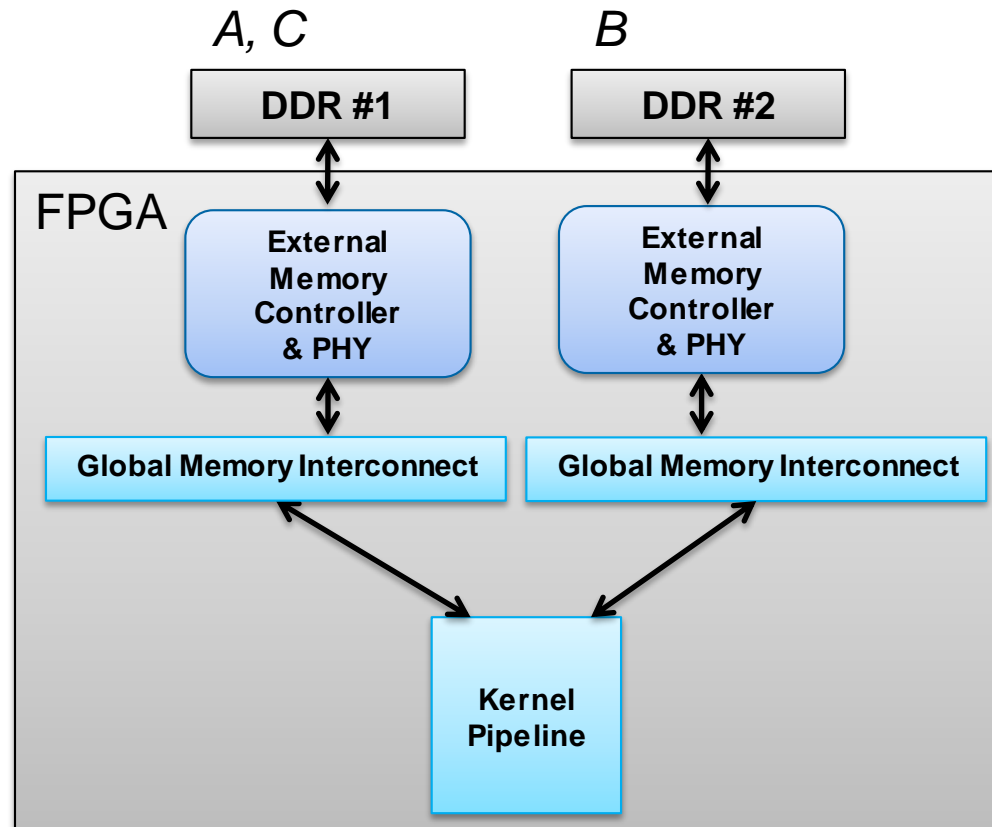 A, C
B
DDR #1
DDR #2
FPGA
External
Memory
Controller
& PHY
External
Memory
Controller
& PHY
Global Memory Interconnect
Global Memory Interconnect
Kernel
Pipeline